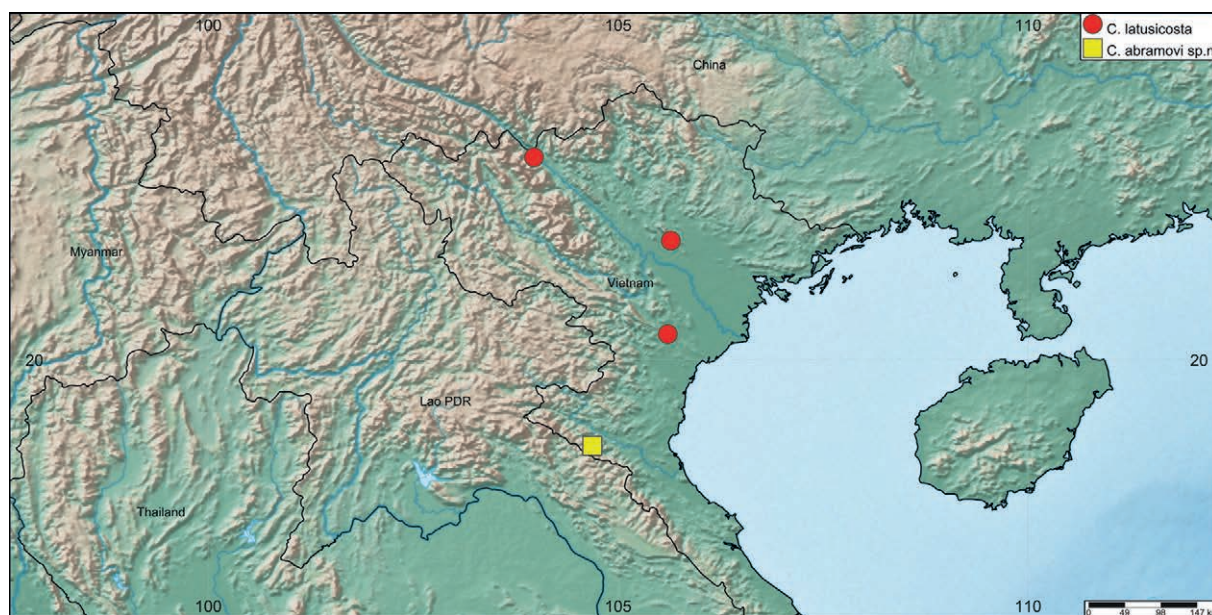 100 105 110
C. latusicosta
C. abramovi sp.n
China
Myanmar
Vietnam
20 20
Lao PDR
Thailand
100 105 110
0 49 98 147 k